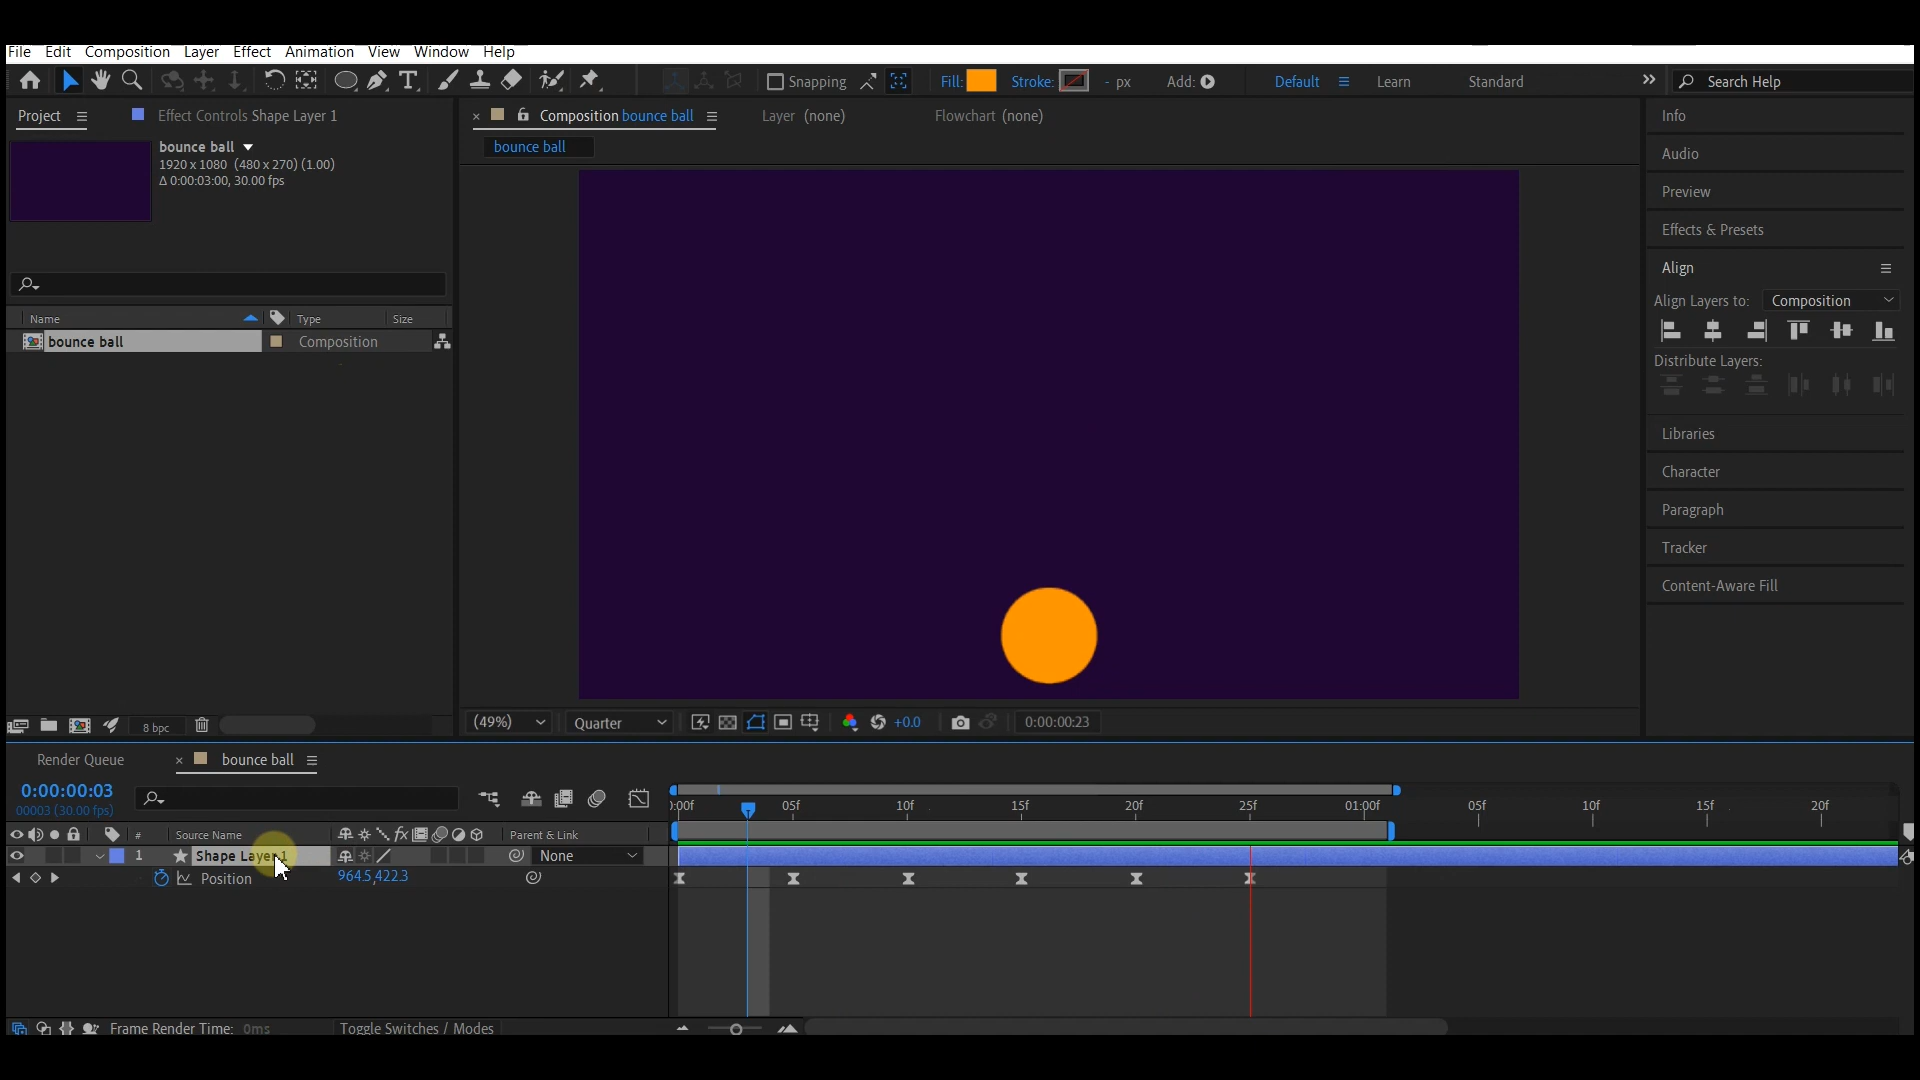 File Edit Composition Layer Effect Animation View Window Help
Snapping Fill: Stroke: - px Add: Default Learn Standard Search Help
Project Effect Controls Shape Layer 1
bounce ball
1920 x 1080 (480 x 270) (1.00)
Δ 0:00:03:00, 30.00 fps
Name Type Size
bounce ball Composition
8 bpc
Composition bounce ball Layer (none) Flowchart (none)
bounce ball
(49%) Quarter +0.0 0:00:00:23
Info
Audio
Preview
Effects & Presets
Align
Align Layers to: Composition
Distribute Layers:
Libraries
Character
Paragraph
Tracker
Content-Aware Fill
Render Queue bounce ball
0:00:00:03
00003 (30.00 fps)
:00f 05f 10f 15f 20f 25f 01:00f 05f 10f 15f 20f
# Source Name fx Parent & Link
1 Shape Layer 1 None
Position 964.5,422.3
Frame Render Time: 0ms Toggle Switches / Modes